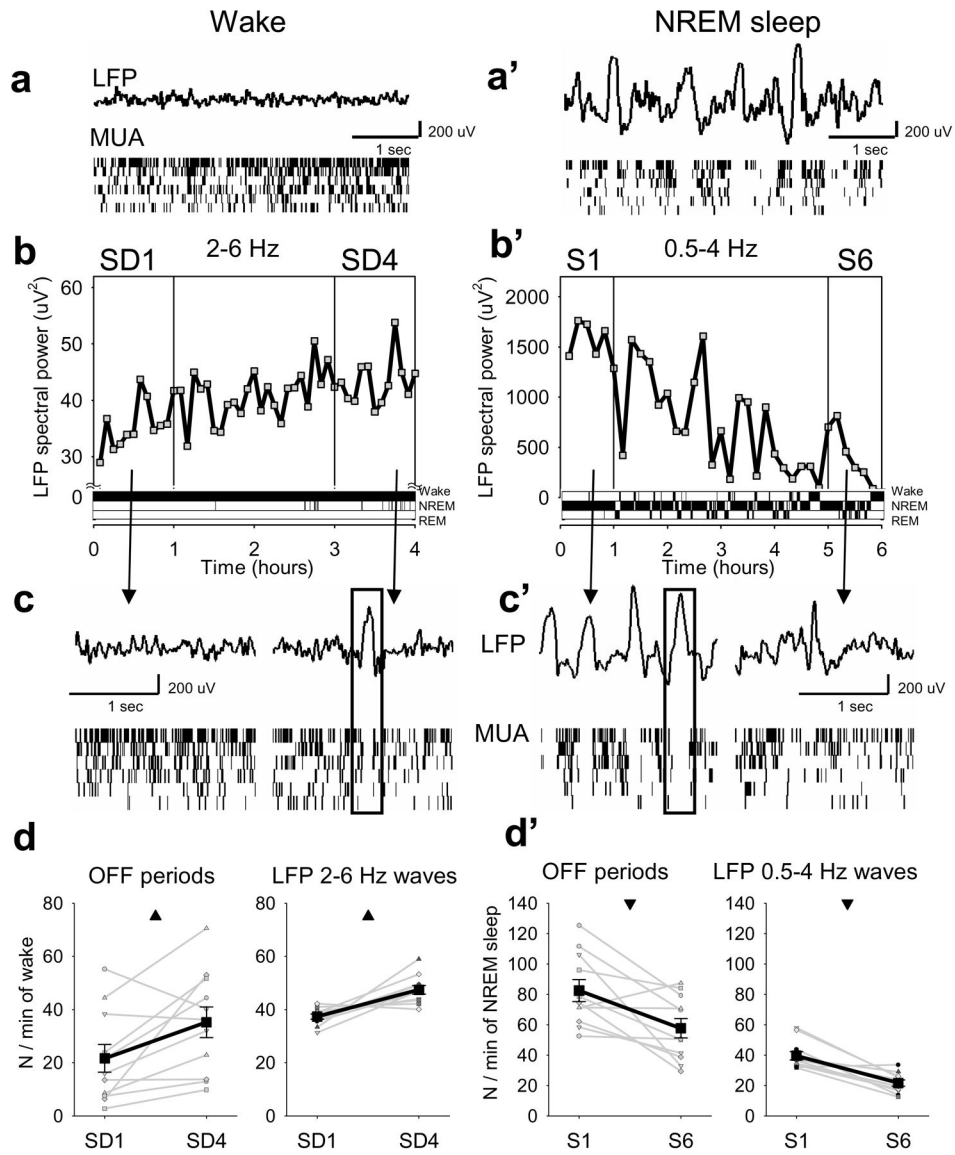 Wake
NREM sleep
a
LFP
200 uV
1 sec
MUA
a'
200 uV
1 sec
b
SD1
2-6 Hz
SD4
LFP spectral power (uV²)
60
50
40
30
0
Wake
NREM
REM
0 1 2 3 4
Time (hours)
b'
S1
0.5-4 Hz
S6
LFP spectral power (uV²)
2000
1500
1000
500
0
Wake
NREM
REM
0 1 2 3 4 5 6
Time (hours)
c
200 uV
1 sec
c'
LFP
200 uV
1 sec
MUA
d
OFF periods
N / min of wake
80
60
40
20
0
SD1 SD4
LFP 2-6 Hz waves
80
60
40
20
0
SD1 SD4
d'
OFF periods
N / min of NREM sleep
140
120
100
80
60
40
20
0
S1 S6
LFP 0.5-4 Hz waves
140
120
100
80
60
40
20
0
S1 S6